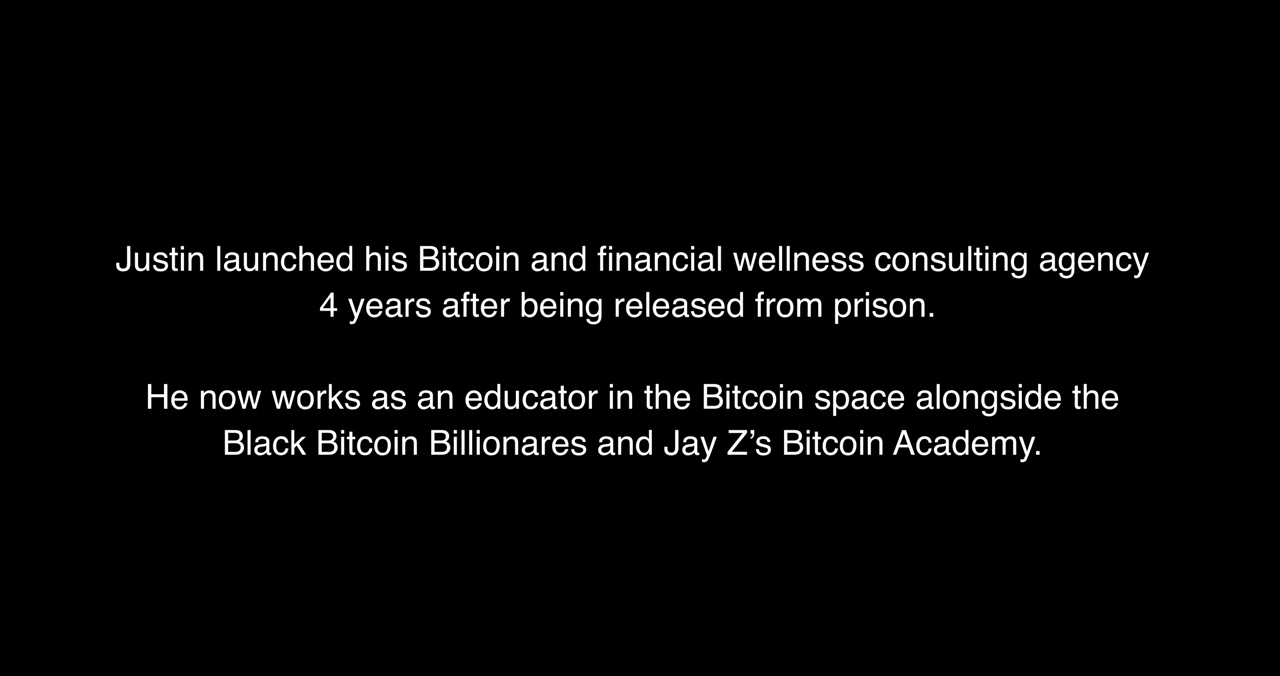 Justin launched his Bitcoin and financial wellness consulting agency
4 years after being released from prison.
He now works as an educator in the Bitcoin space alongside the
Black Bitcoin Billionares and Jay Z’s Bitcoin Academy.